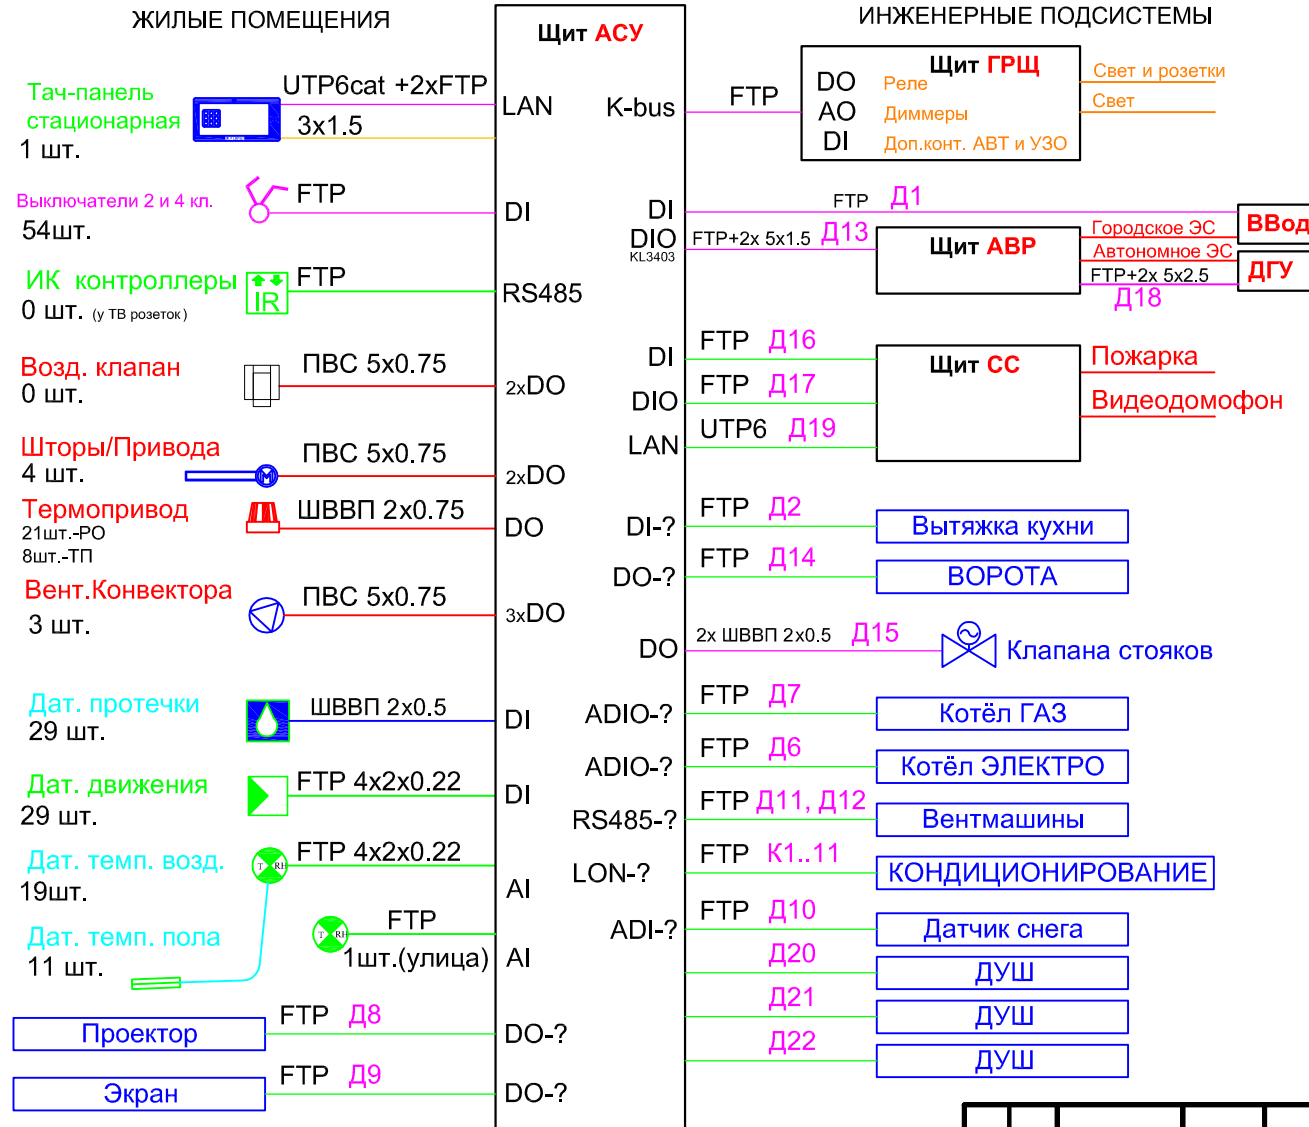 ЖИЛЫЕ ПОМЕЩЕНИЯ
Тач-панель
стационарная
1 шт.
UTP6cat +2xFTP
3x1.5
LAN
Выключатели 2 и 4 кл.
54шт.
FTP
DI
ИК контроллеры
0 шт. (у ТВ розеток)
IR
FTP
RS485
Возд. клапан
0 шт.
ПВС 5x0.75
2xDO
Шторы/Привода
4 шт.
M
ПВС 5x0.75
2xDO
Термопривод
21шт.-РО
8шт.-ТП
ШВВП 2x0.75
DO
Вент.Конвектора
3 шт.
ПВС 5x0.75
3xDO
Дат. протечки
29 шт.
ШВВП 2x0.5
DI
Дат. движения
29 шт.
FTP 4x2x0.22
DI
Дат. темп. возд.
19шт.
T RH
FTP 4x2x0.22
AI
Дат. темп. пола
11 шт.
T RH
FTP
1шт.(улица)
AI
Проектор
FTP Д8
DO-?
Экран
FTP Д9
DO-?
Щит АСУ
ИНЖЕНЕРНЫЕ ПОДСИСТЕМЫ
K-bus
FTP
Щит ГРЩ
DO Реле
AO Диммеры
DI Доп.конт. АВТ и УЗО
Свет и розетки
Свет
DI
FTP Д1
ВВод
DIO
KL3403
FTP+2x 5x1.5 Д13
Щит АВР
Городское ЭС
Автономное ЭС
FTP+2x 5x2.5
Д18
ДГУ
DI
FTP Д16
DIO
FTP Д17
LAN
UTP6 Д19
Щит СС
Пожарка
Видеодомофон
DI-?
FTP Д2
Вытяжка кухни
DO-?
FTP Д14
ВОРОТА
DO
2x ШВВП 2x0.5 Д15
Клапана стояков
ADIO-?
FTP Д7
Котёл ГАЗ
ADIO-?
FTP Д6
Котёл ЭЛЕКТРО
RS485-?
FTP Д11, Д12
Вентмашины
LON-?
FTP К1..11
КОНДИЦИОНИРОВАНИЕ
ADI-?
FTP Д10
Датчик снега
Д20
ДУШ
Д21
ДУШ
Д22
ДУШ